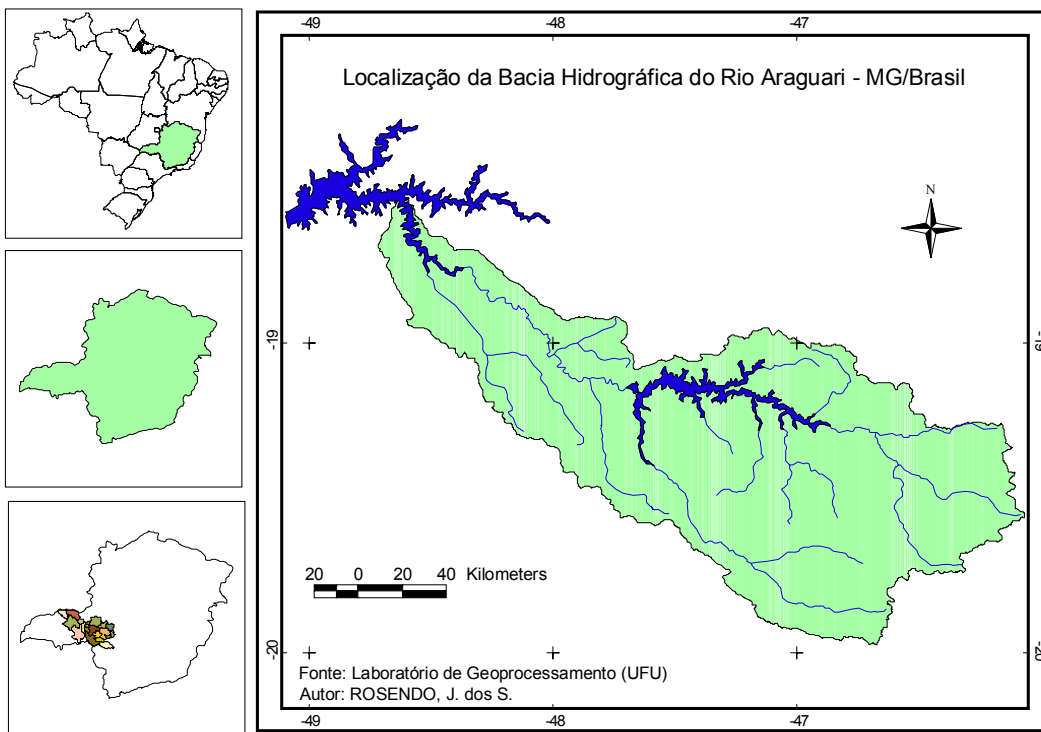 -49 -48 -47
Localização da Bacia Hidrográfica do Rio Araguari - MG/Brasil
N
-19 -19
20 0 20 40 Kilometers
-20 -20
Fonte: Laboratório de Geoprocessamento (UFU)
Autor: ROSENDO, J. dos S.
-49 -48 -47